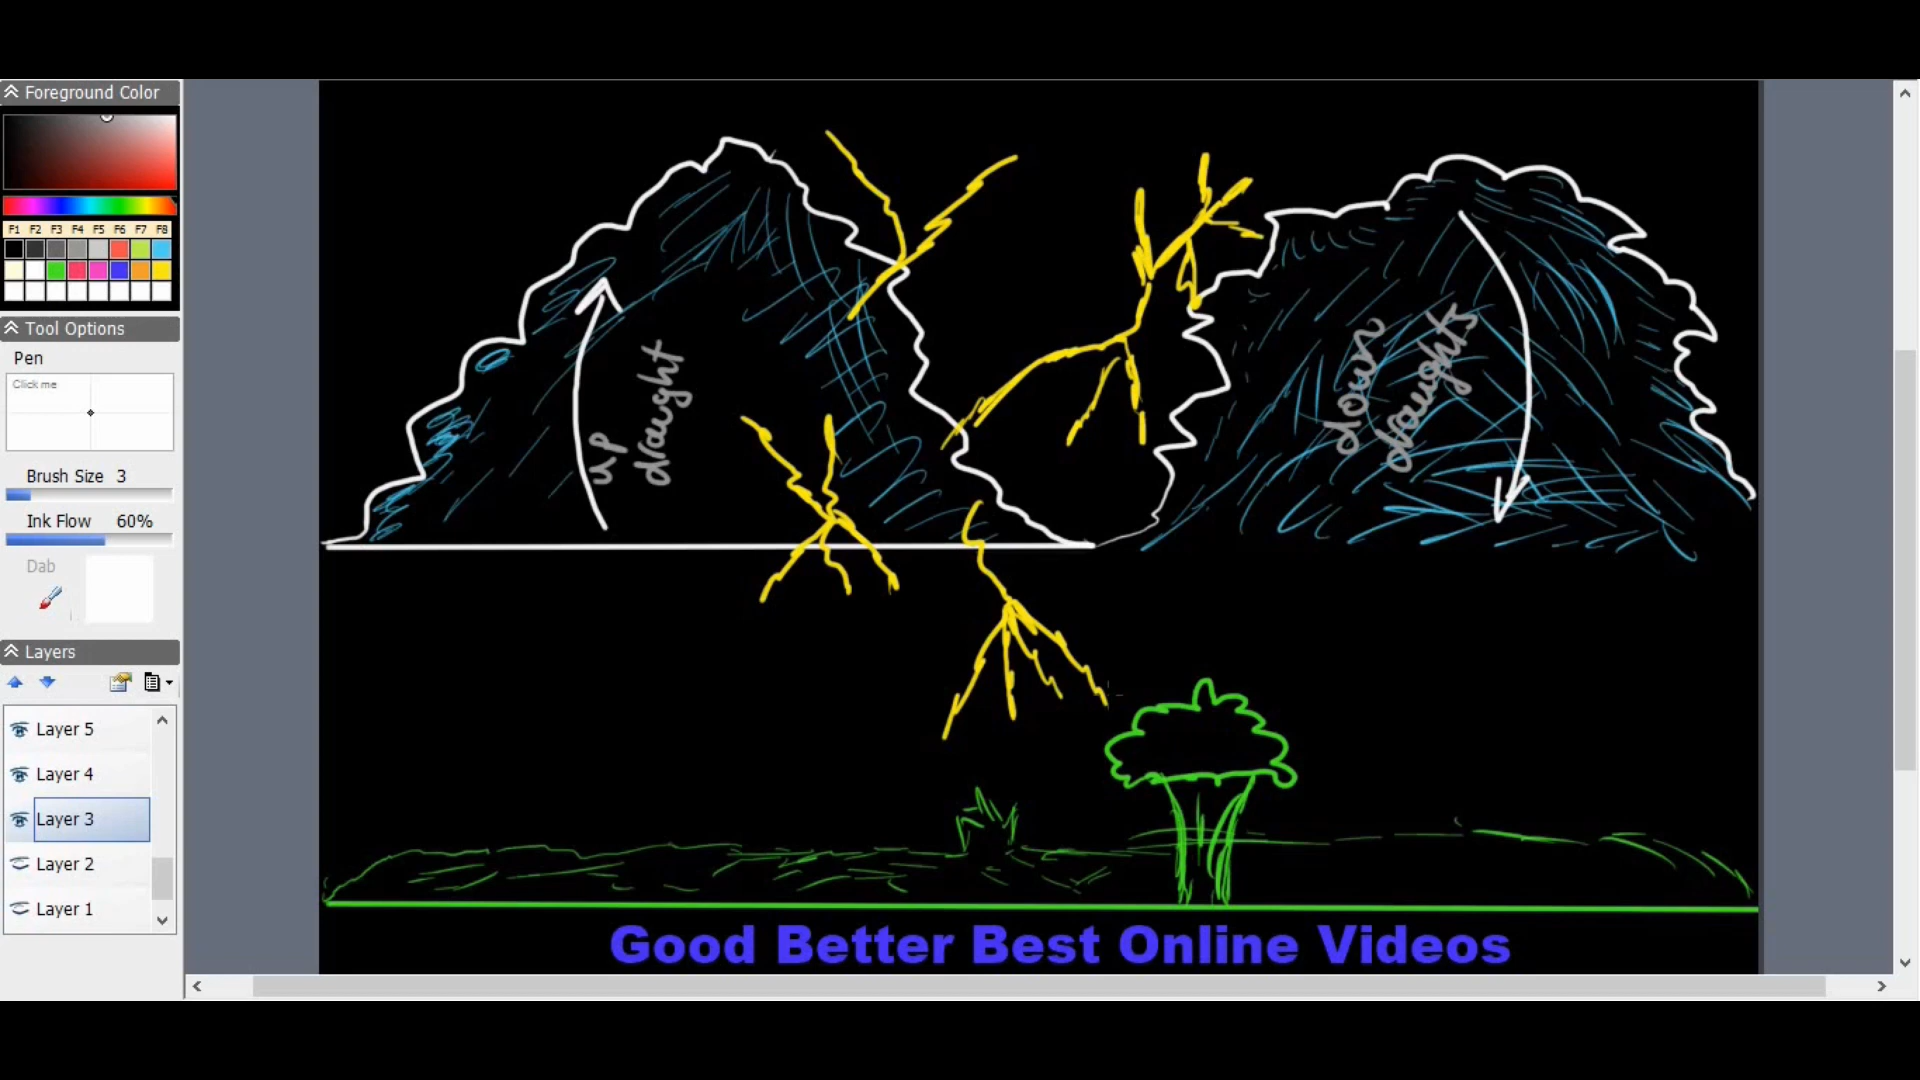 Foreground Color
F1 F2 F3 F4 F5 F6 F7 F8
Tool Options
Pen
Click me
Brush Size 3
Ink Flow 60%
Dab
Layers
Layer 5
Layer 4
Layer 3
Layer 2
Layer 1
up
draught
down
draughts
Good Better Best Online Videos